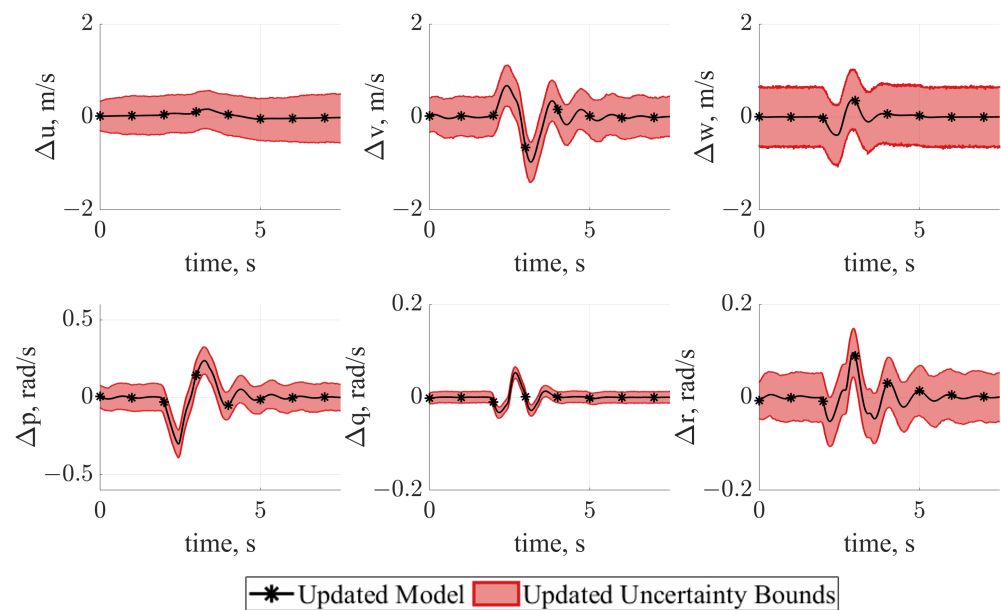 2
0
−2
Δu, m/s
0
5
time, s
2
0
−2
Δv, m/s
0
5
time, s
2
0
−2
Δw, m/s
0
5
time, s
0.5
0
−0.5
Δp, rad/s
0
5
time, s
0.2
0
−0.2
Δq, rad/s
0
5
time, s
0.2
0
−0.2
Δr, rad/s
0
5
time, s
Updated Model Updated Uncertainty Bounds